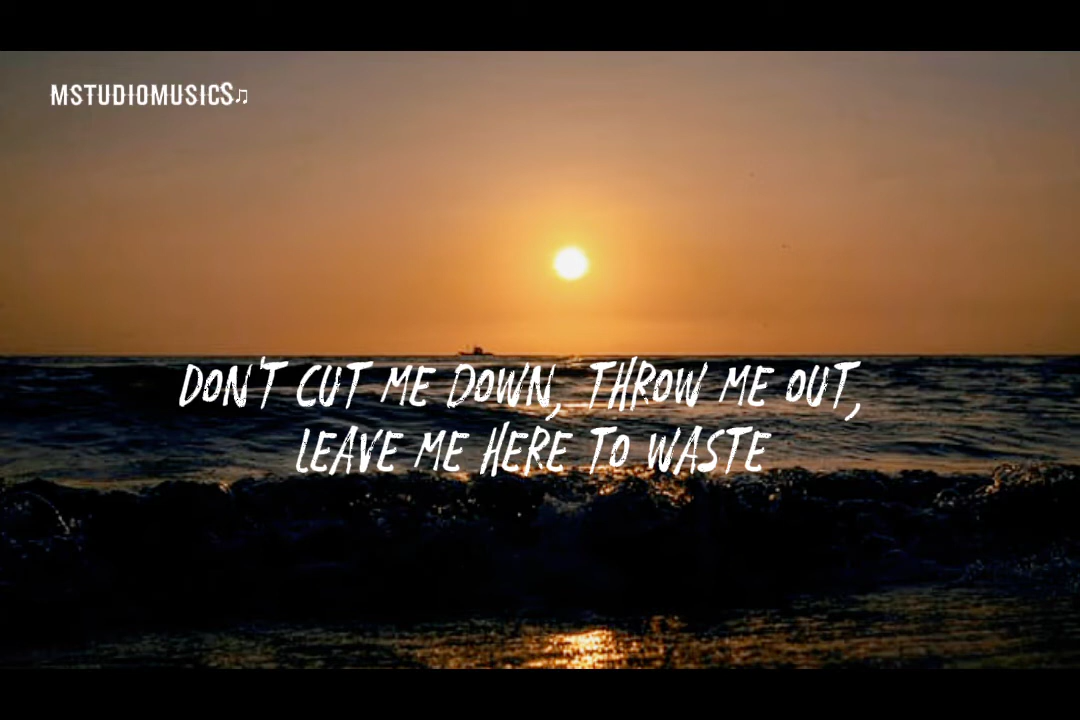 MSTUDIOMUSICS♫
DON'T CUT ME DOWN, THROW ME OUT,
LEAVE ME HERE TO WASTE